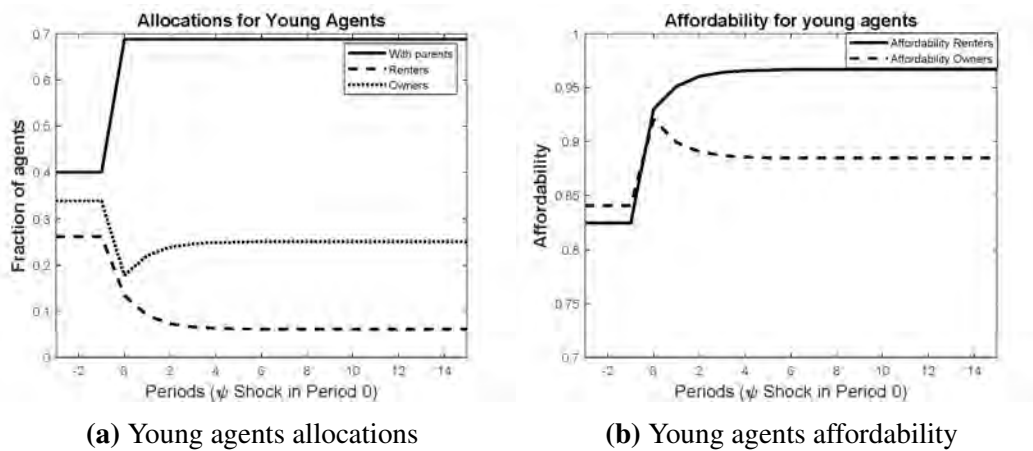 Allocations for Young Agents
0.7
0.6
0.5
0.4
0.3
0.2
0.1
0
Fraction of agents
With parents
Renters
Owners
-2 0 2 4 6 8 10 12 14
Periods (ψ Shock in Period 0)
(a) Young agents allocations
Affordability for young agents
1
0.95
0.9
0.85
0.8
0.75
0.7
Affordability
Affordability Renters
Affordability Owners
-2 0 2 4 6 8 10 12 14
Periods (ψ Shock in Period 0)
(b) Young agents affordability